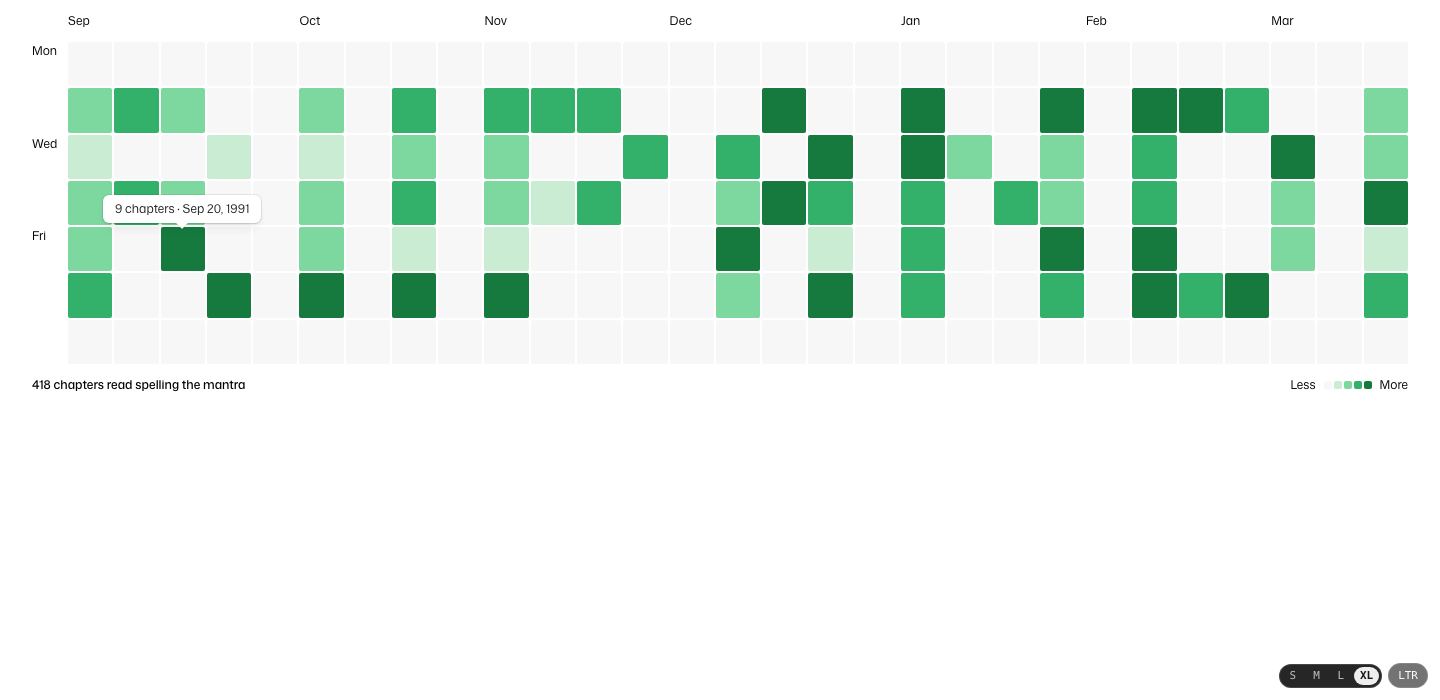 Sep Oct Nov Dec Jan Feb Mar
Mon
Wed
9 chapters · Sep 20, 1991
Fri
418 chapters read spelling the mantra
Less More
S M L XL LTR